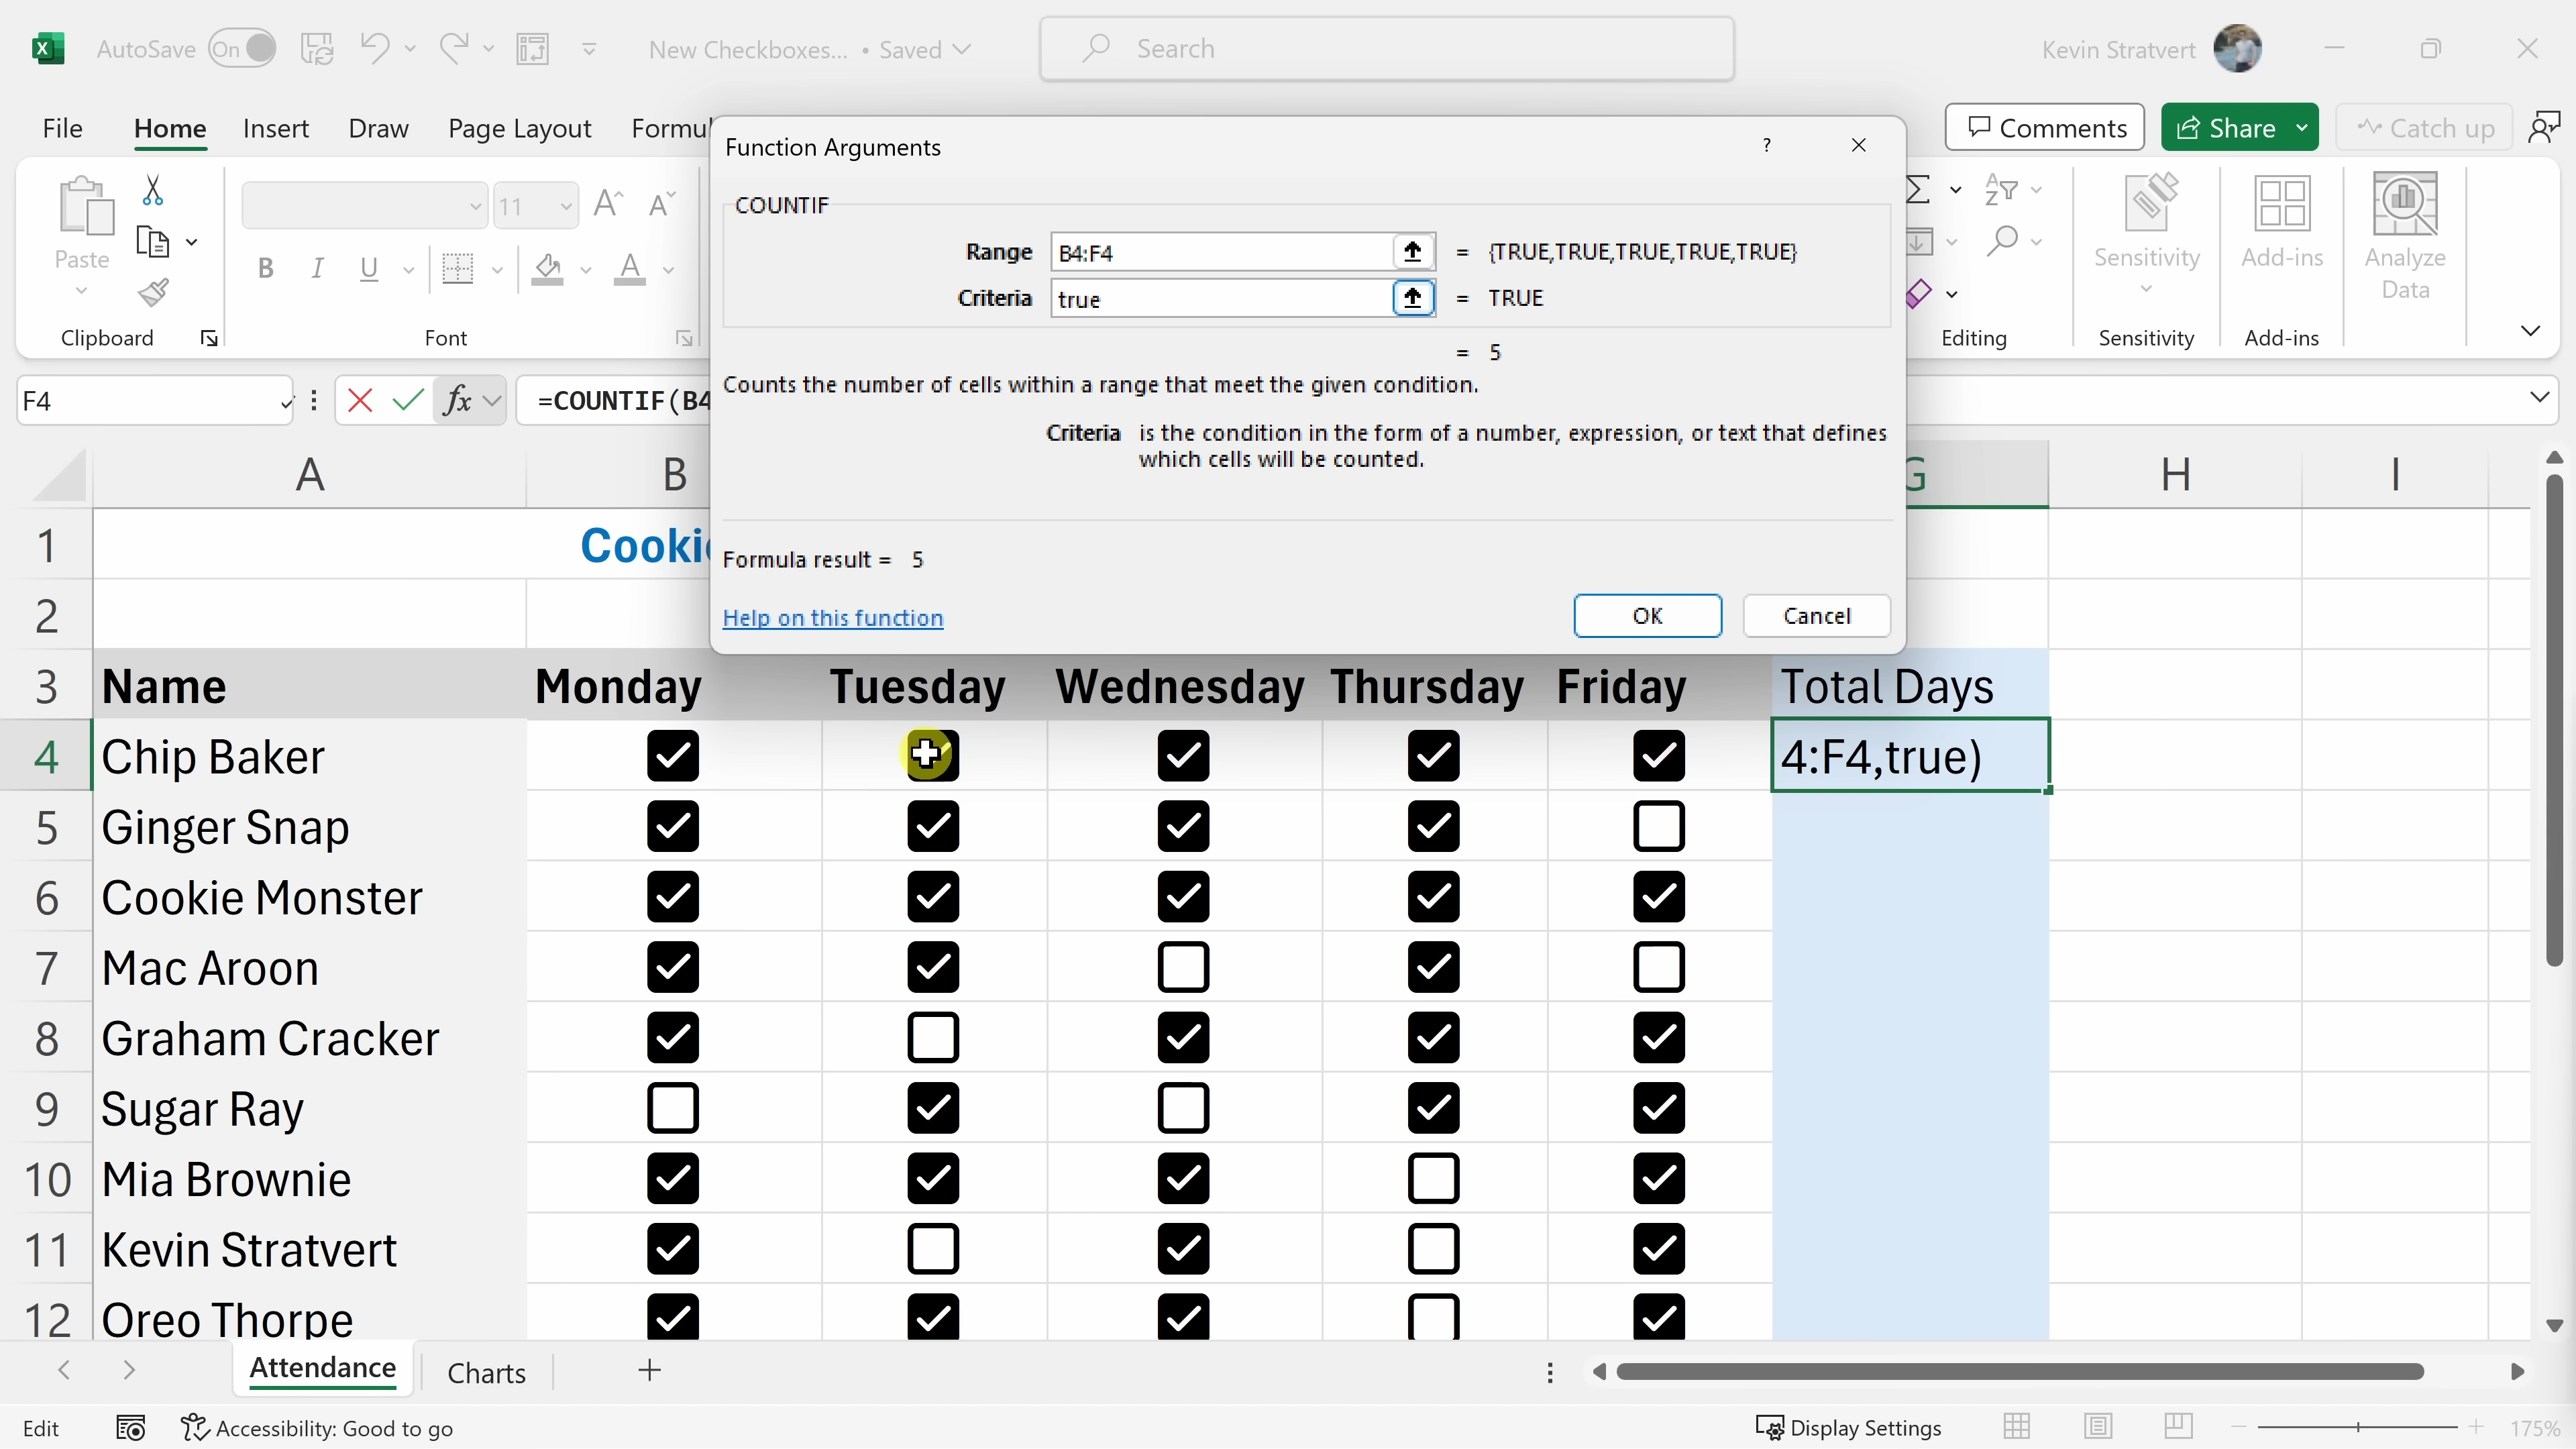 AutoSave On New Checkboxes... • Saved Search Kevin Stratvert
File Home Insert Draw Page Layout Comments Share Catch up
Paste
Clipboard
11
B I U A
Font
Editing
Sensitivity
Sensitivity
Add-ins
Add-ins
Analyze
Data
Function Arguments ? 
COUNTIF
Range B4:F4 = {TRUE,TRUE,TRUE,TRUE,TRUE}
Criteria true = TRUE
= 5
Counts the number of cells within a range that meet the given condition.
Criteria is the condition in the form of a number, expression, or text that defines
which cells will be counted.
Formula result = 5
Help on this function OK Cancel
F4 fx =COUNTIF(B4
A B G H I
1
2
3 Name Monday Tuesday Wednesday Thursday Friday Total Days
4 Chip Baker 4:F4,true)
5 Ginger Snap
6 Cookie Monster
7 Mac Aroon
8 Graham Cracker
9 Sugar Ray
10 Mia Brownie
11 Kevin Stratvert
12 Oreo Thorpe
Attendance Charts +
Edit Accessibility: Good to go Display Settings 175%